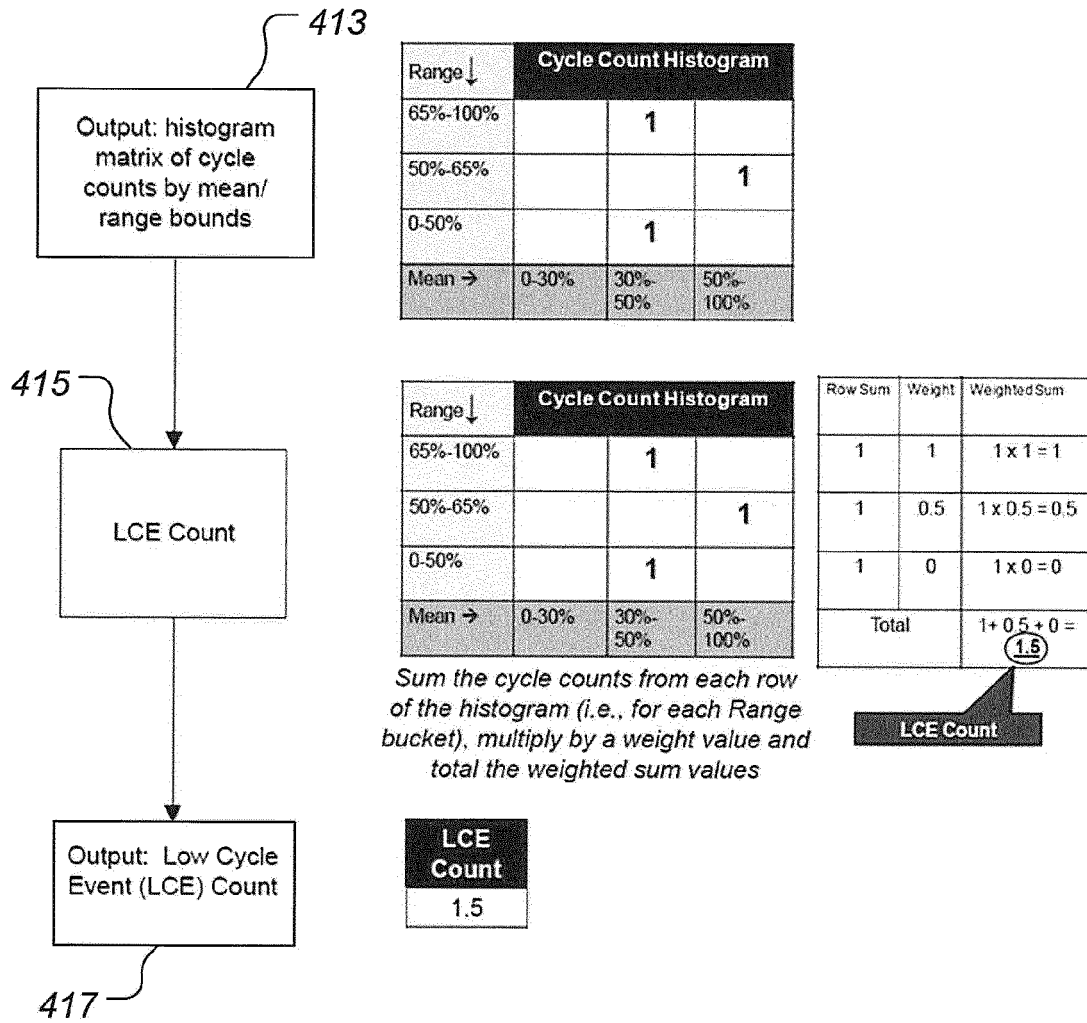 413
Output: histogram
matrix of cycle
counts by mean/
range bounds
Range ↓ Cycle Count Histogram
65%-100% 1
50%-65% 1
0-50% 1
Mean → 0-30% 30%-50% 50%-100%
415
LCE Count
Range ↓ Cycle Count Histogram
65%-100% 1
50%-65% 1
0-50% 1
Mean → 0-30% 30%-50% 50%-100%
Row Sum Weight Weighted Sum
1 1 1 x 1 = 1
1 0.5 1 x 0.5 = 0.5
1 0 1 x 0 = 0
Total 1+ 0.5 + 0 =
1.5
LCE Count
Sum the cycle counts from each row
of the histogram (i.e., for each Range
bucket), multiply by a weight value and
total the weighted sum values
Output: Low Cycle
Event (LCE) Count
LCE
Count
1.5
417